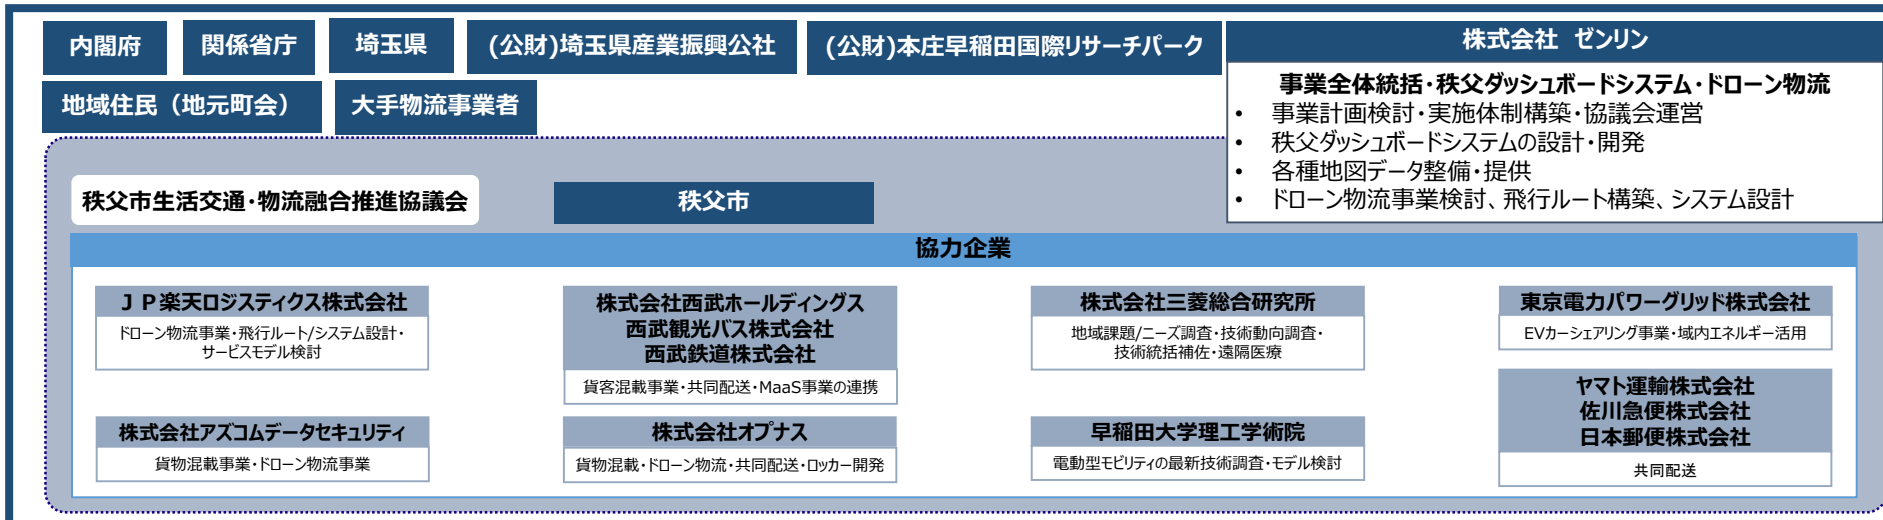 内閣府
関係省庁
埼玉県
(公財)埼玉県産業振興公社
(公財)本庄早稲田国際リサーチパーク
地域住民（地元町会）
大手物流事業者
株式会社 ゼンリン
事業全体統括・秩父ダッシュボードシステム・ドローン物流
• 事業計画検討・実施体制構築・協議会運営
• 秩父ダッシュボードシステムの設計・開発
• 各種地図データ整備・提供
• ドローン物流事業検討、飛行ルート構築、システム設計
秩父市生活交通・物流融合推進協議会
秩父市
協力企業
ＪＰ楽天ロジスティクス株式会社
ドローン物流事業・飛行ルート/システム設計・
サービスモデル検討
株式会社西武ホールディングス
西武観光バス株式会社
西武鉄道株式会社
貨客混載事業・共同配送・MaaS事業の連携
株式会社三菱総合研究所
地域課題/ニーズ調査・技術動向調査・
技術統括補佐・遠隔医療
東京電力パワーグリッド株式会社
EVカーシェアリング事業・域内エネルギー活用
株式会社アズコムデータセキュリティ
貨物混載事業・ドローン物流事業
株式会社オプナス
貨物混載・ドローン物流・共同配送・ロッカー開発
早稲田大学理工学術院
電動型モビリティの最新技術調査・モデル検討
ヤマト運輸株式会社
佐川急便株式会社
日本郵便株式会社
共同配送